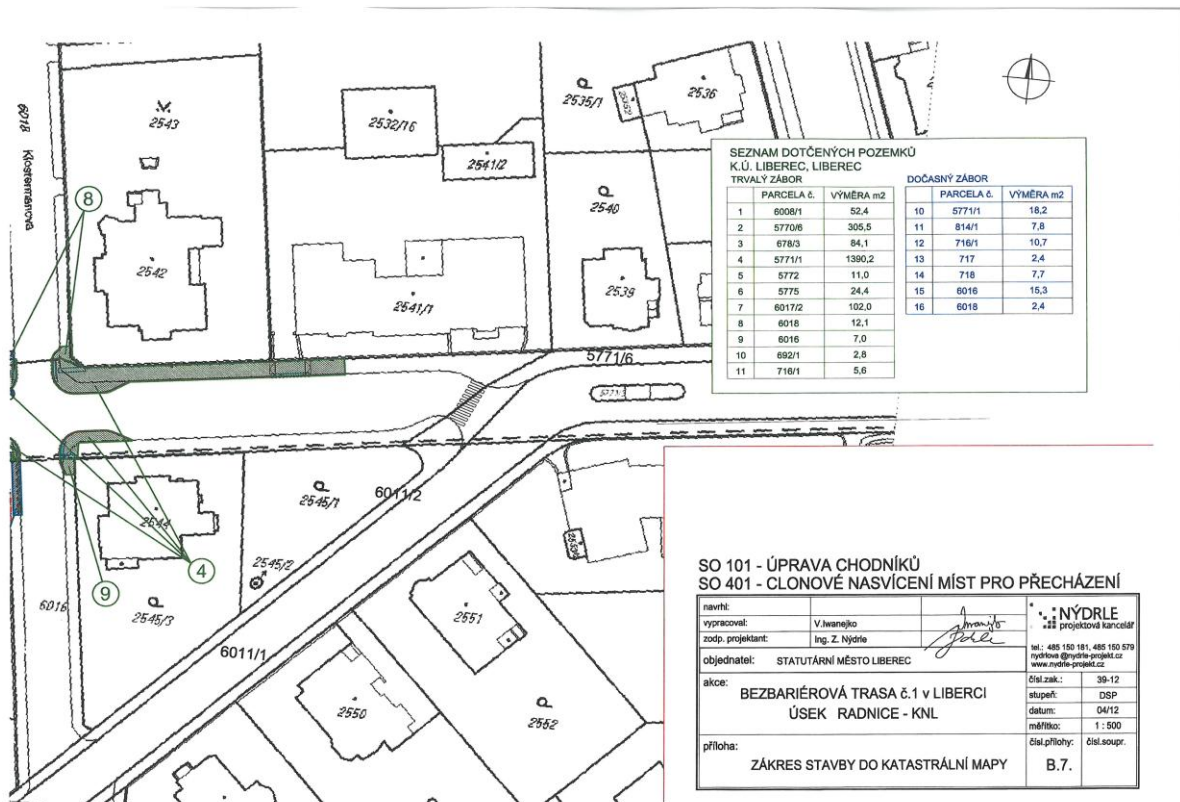 6018 Klostermannova
2543
2532/16
2541/2
2535/1
2536
2540
8
2542
2541/1
2539
5771/6
SEZNAM DOTČENÝCH POZEMKŮ
K.Ú. LIBEREC, LIBEREC
TRVALÝ ZÁBOR
PARCELA č. VÝMĚRA m2
1 6008/1 52,4
2 5770/6 305,5
3 678/3 84,1
4 5771/1 1390,2
5 5772 11,0
6 5775 24,4
7 6017/2 102,0
8 6018 12,1
9 6016 7,0
10 692/1 2,8
11 716/1 5,6
DOČASNÝ ZÁBOR
PARCELA č. VÝMĚRA m2
10 5771/1 18,2
11 814/1 7,8
12 716/1 10,7
13 717 2,4
14 718 7,7
15 6016 15,3
16 6018 2,4
2544
2545/1
6011/2
2545/2
4
9
6016
2545/3
2551
6011/1
2550
2552
SO 101 - ÚPRAVA CHODNÍKŮ
SO 401 - CLONOVÉ NASVÍCENÍ MÍST PRO PŘECHÁZENÍ
navrhl:
vypracoval: V.Iwanejko
zodp. projektant: Ing. Z. Nýdrle
NÝDRLE
projektová kancelář
tel.: 485 150 181, 485 150 579
nydrlova @nydrle-projekt.cz
www.nydrle-projekt.cz
objednatel: STATUTÁRNÍ MĚSTO LIBEREC
akce:
BEZBARIÉROVÁ TRASA č.1 v LIBERCI
ÚSEK RADNICE - KNL
čísl.zak.: 39-12
stupeň: DSP
datum: 04/12
měřítko: 1 : 500
příloha:
ZÁKRES STAVBY DO KATASTRÁLNÍ MAPY
čísl.přílohy: čísl.soupr.
B.7.